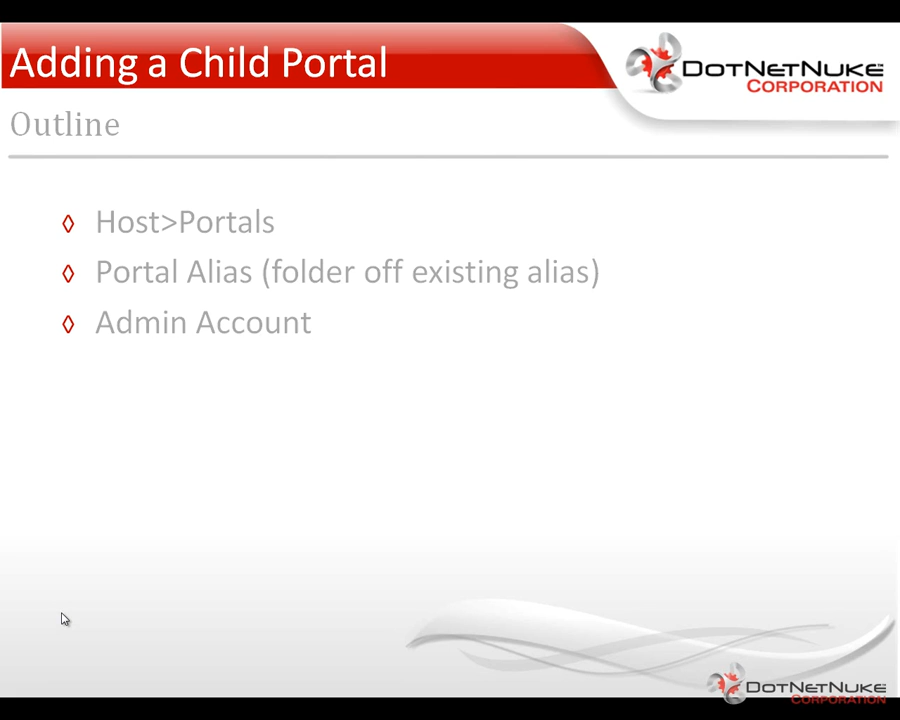 Adding a Child Portal
DotNetNuke
CORPORATION
Outline
◊ Host>Portals
◊ Portal Alias (folder off existing alias)
◊ Admin Account
DotNetNuke
CORPORATION